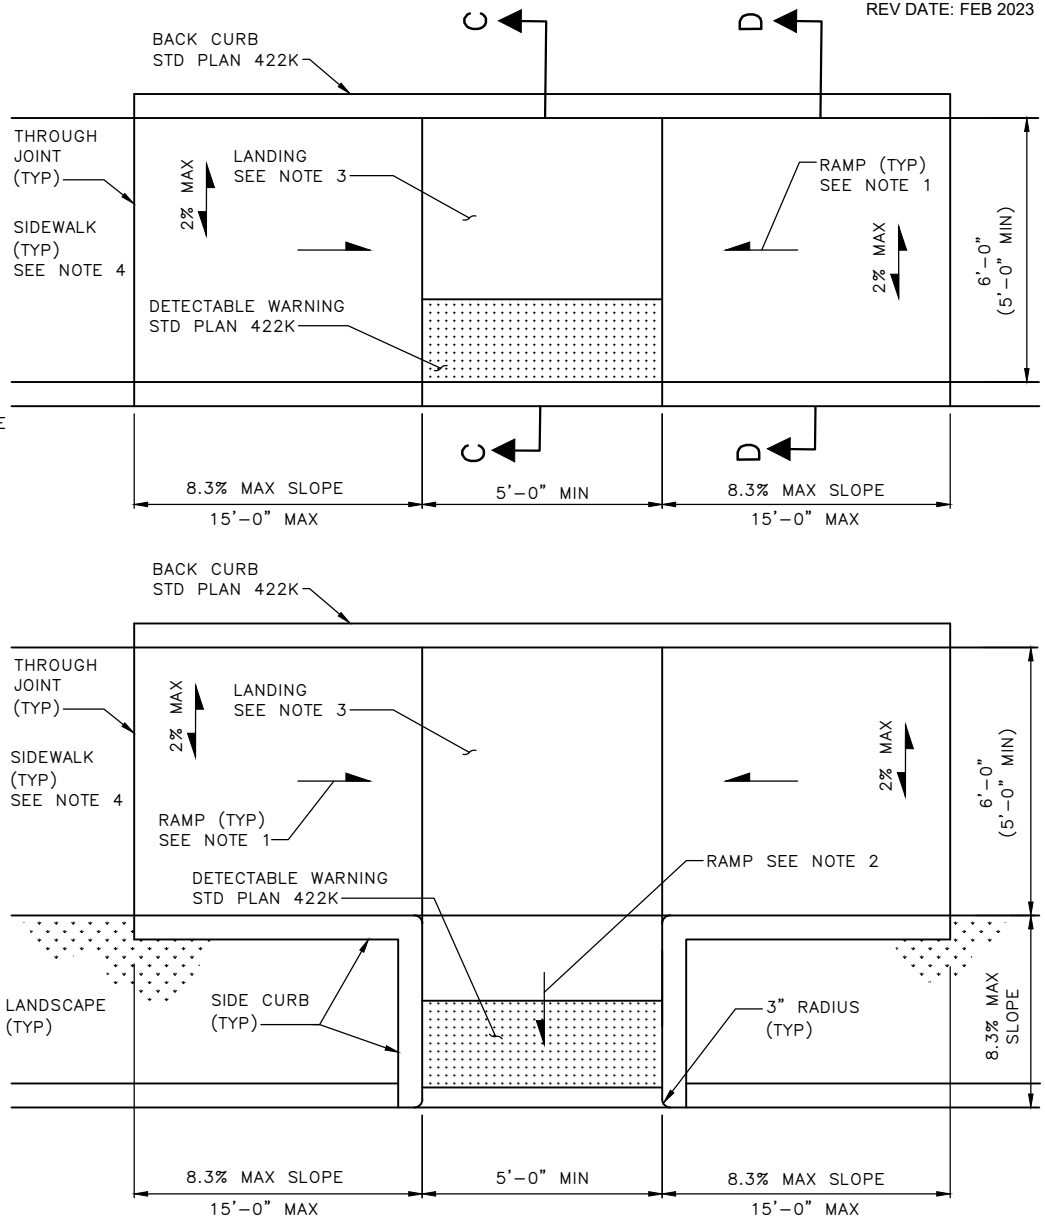 REV DATE: FEB 2023
C
D
BACK CURB
STD PLAN 422K
THROUGH
JOINT
(TYP)
2% MAX
LANDING
SEE NOTE 3
RAMP (TYP)
SEE NOTE 1
SIDEWALK
(TYP)
SEE NOTE 4
2% MAX
6'-0"
(5'-0" MIN)
DETECTABLE WARNING
STD PLAN 422K
E
C
D
8.3% MAX SLOPE
15'-0" MAX
5'-0" MIN
8.3% MAX SLOPE
15'-0" MAX
BACK CURB
STD PLAN 422K
THROUGH
JOINT
(TYP)
2% MAX
LANDING
SEE NOTE 3
SIDEWALK
(TYP)
SEE NOTE 4
2% MAX
6'-0"
(5'-0" MIN)
RAMP (TYP)
SEE NOTE 1
RAMP SEE NOTE 2
DETECTABLE WARNING
STD PLAN 422K
LANDSCAPE
(TYP)
SIDE CURB
(TYP)
3" RADIUS
(TYP)
8.3% MAX
SLOPE
8.3% MAX SLOPE
15'-0" MAX
5'-0" MIN
8.3% MAX SLOPE
15'-0" MAX